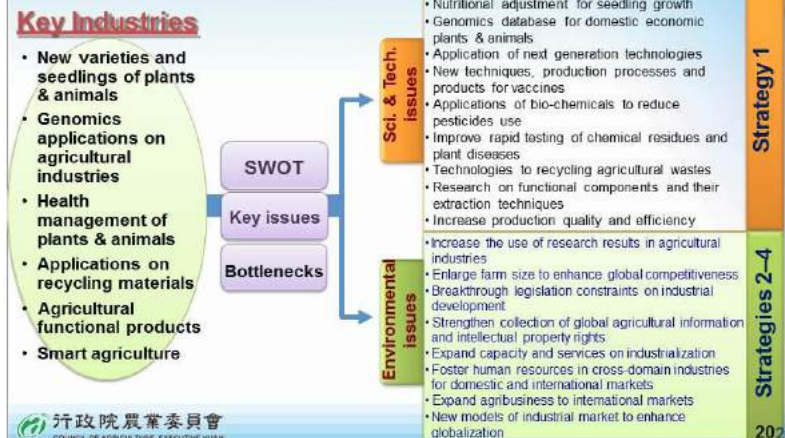 Key Industries
• New varieties and
seedlings of plants
& animals
• Genomics
applications on
agricultural
industries
• Health
management of
plants & animals
• Applications on
recycling materials
• Agricultural
functional products
• Smart agriculture
SWOT
Key issues
Bottlenecks
Sci. & Tech.
issues
• Nutritional adjustment for seedling growth
• Genomics database for domestic economic
plants & animals
• Application of next generation technologies
• New techniques, production processes and
products for vaccines
• Applications of bio-chemicals to reduce
pesticides use
• Improve rapid testing of chemical residues and
plant diseases
• Technologies to recycling agricultural wastes
• Research on functional components and their
extraction techniques
• Increase production quality and efficiency
Strategy 1
Environmental
issues
• Increase the use of research results in agricultural
industries
• Enlarge farm size to enhance global competitiveness
• Breakthrough legislation constraints on industrial
development
• Strengthen collection of global agricultural information
and intellectual property rights
• Expand capacity and services on industrialization
• Foster human resources in cross-domain industries
for domestic and international markets
• Expand agribusiness to international markets
• New models of industrial market to enhance
globalization
Strategies 2–4
行政院農業委員會
COUNCIL OF AGRICULTURE, EXECUTIVE YUAN
202